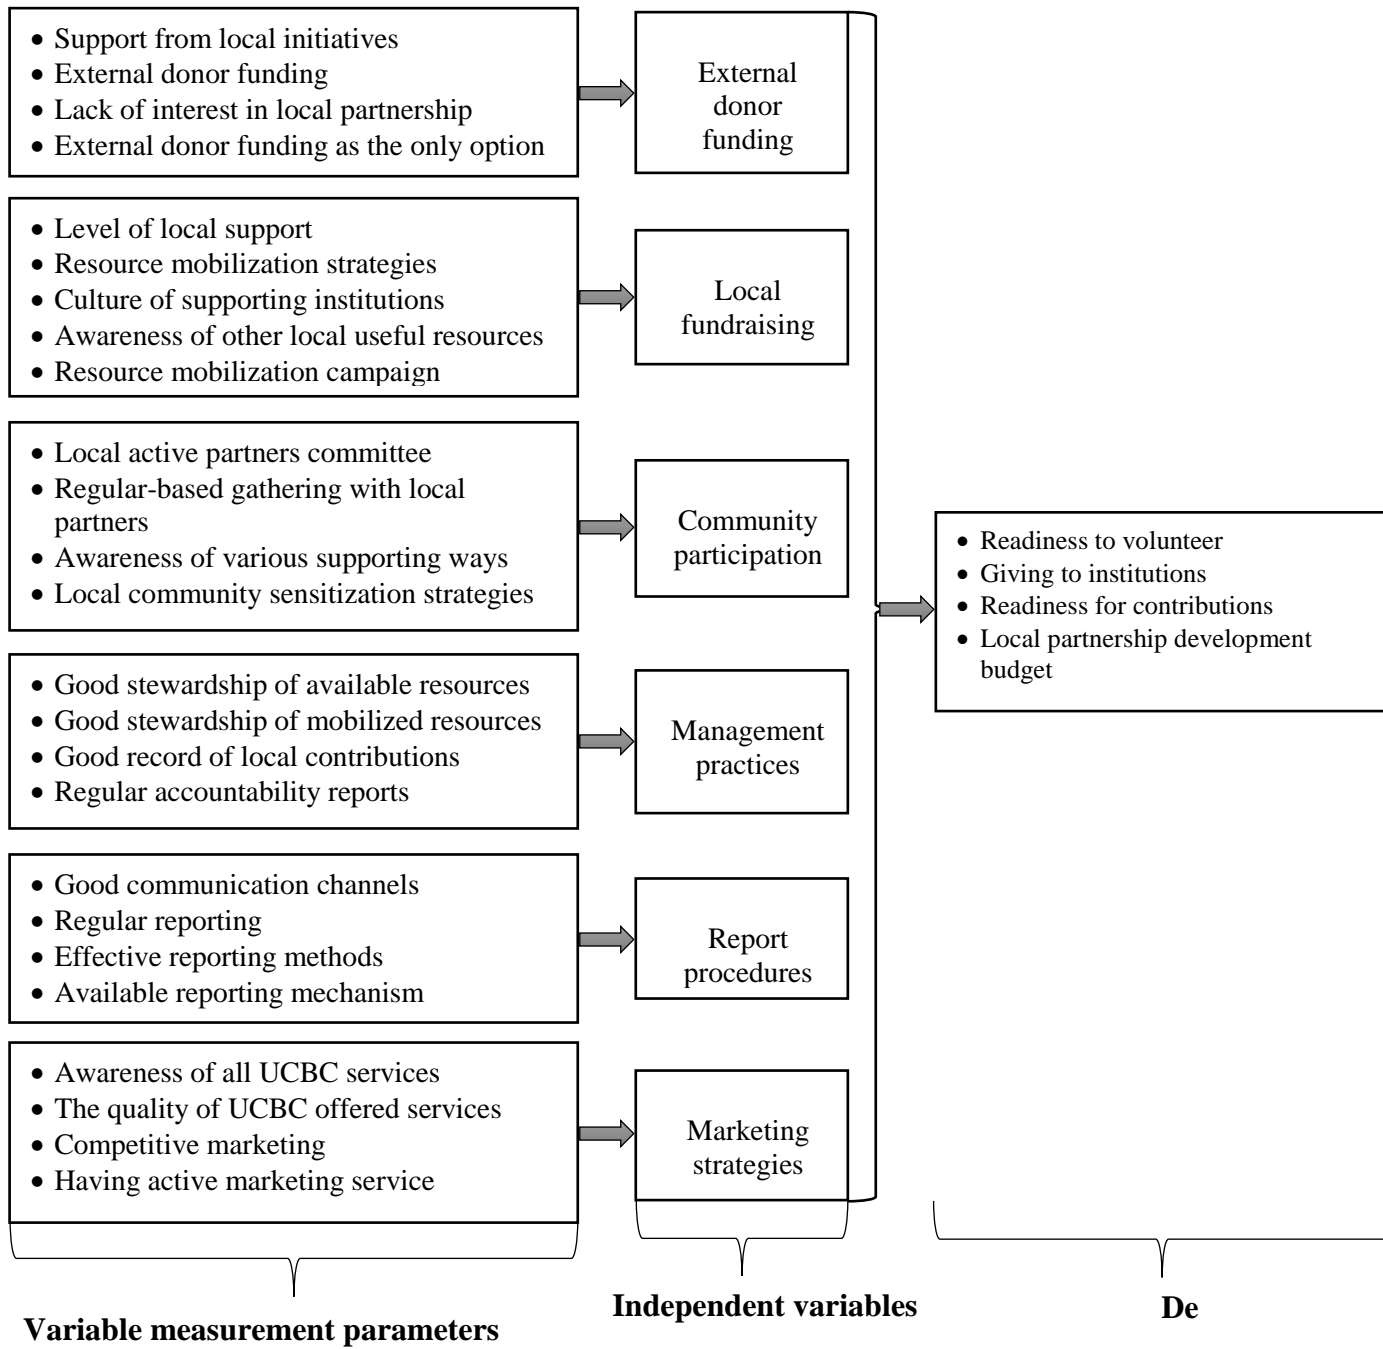 • Support from local initiatives
• External donor funding
• Lack of interest in local partnership
• External donor funding as the only option
External
donor
funding
• Level of local support
• Resource mobilization strategies
• Culture of supporting institutions
• Awareness of other local useful resources
• Resource mobilization campaign
Local
fundraising
• Local active partners committee
• Regular-based gathering with local
partners
• Awareness of various supporting ways
• Local community sensitization strategies
Community
participation
• Readiness to volunteer
• Giving to institutions
• Readiness for contributions
• Local partnership development
budget
• Good stewardship of available resources
• Good stewardship of mobilized resources
• Good record of local contributions
• Regular accountability reports
Management
practices
• Good communication channels
• Regular reporting
• Effective reporting methods
• Available reporting mechanism
Report
procedures
• Awareness of all UCBC services
• The quality of UCBC offered services
• Competitive marketing
• Having active marketing service
Marketing
strategies
Variable measurement parameters
Independent variables
De